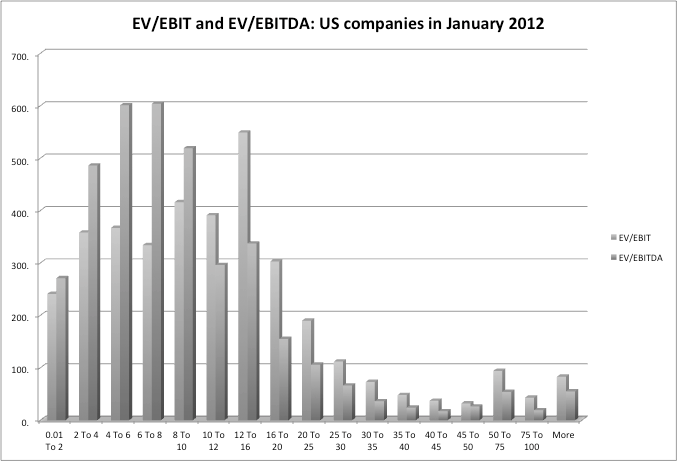 EV/EBIT and EV/EBITDA: US companies in January 2012
700.
600.
500.
400.
300.
200.
100.
0.
EV/EBIT
EV/EBITDA
0.01 2 To 4 4 To 6 6 To 8 8 To 10 To 12 To 16 To 20 To 25 To 30 To 35 To 40 To 45 To 50 To 75 To More
To 2 10 12 16 20 25 30 35 40 45 50 75 100